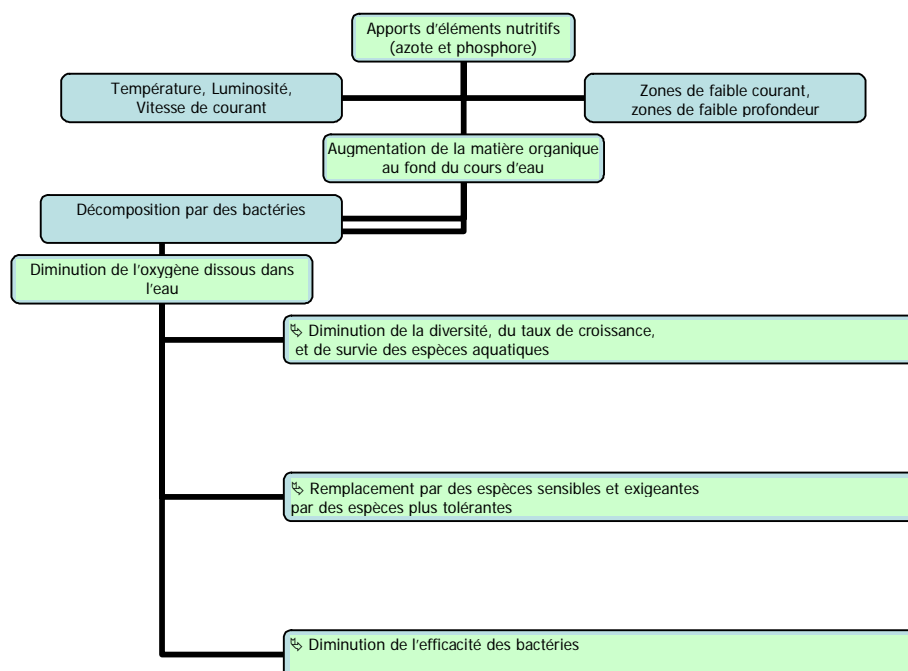 Apports d'éléments nutritifs
(azote et phosphore)
Température, Luminosité,
Vitesse de courant
Zones de faible courant,
zones de faible profondeur
Augmentation de la matière organique
au fond du cours d'eau
Décomposition par des bactéries
Diminution de l'oxygène dissous dans
l'eau
⮱ Diminution de la diversité, du taux de croissance,
et de survie des espèces aquatiques
⮱ Remplacement par des espèces sensibles et exigeantes
par des espèces plus tolérantes
⮱ Diminution de l'efficacité des bactéries